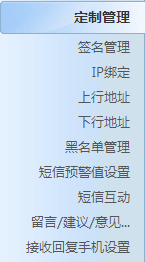 定制管理
签名管理
IP绑定
上行地址
下行地址
黑名单管理
短信预警值设置
短信互动
留言/建议/意见...
接收回复手机设置